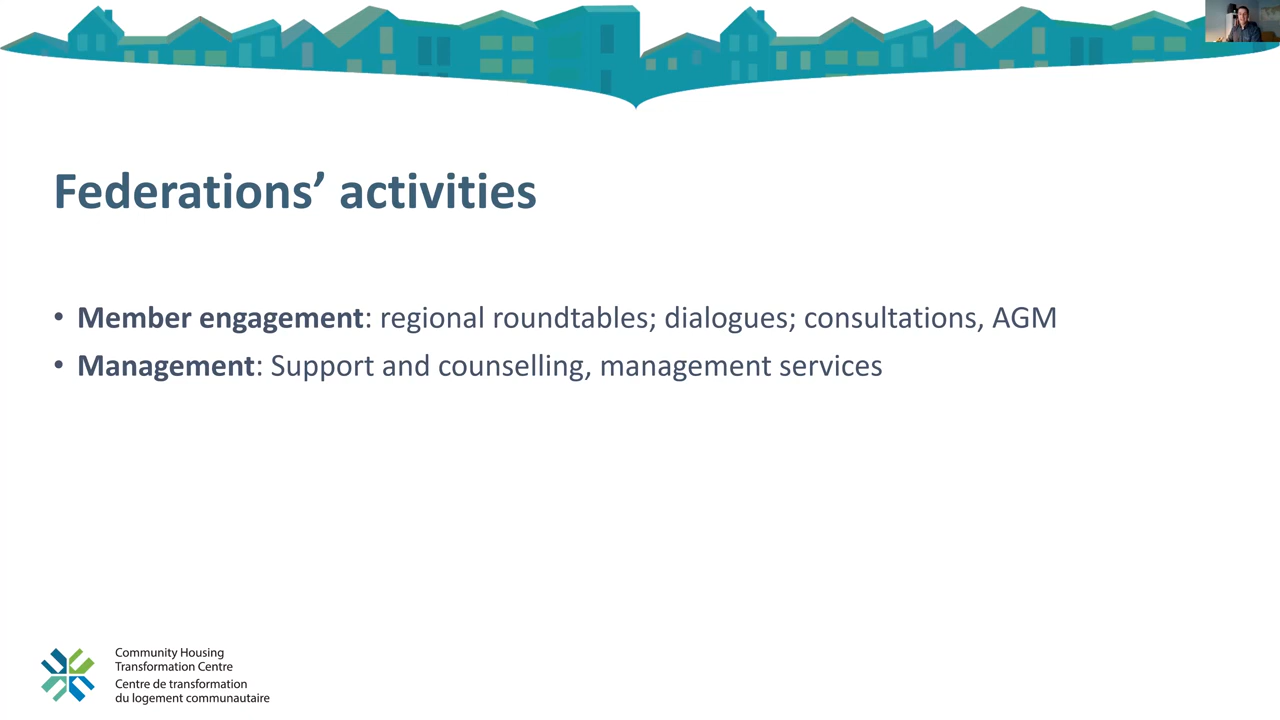 Federations’ activities
• Member engagement: regional roundtables; dialogues; consultations, AGM
• Management: Support and counselling, management services
Community Housing
Transformation Centre
Centre de transformation
du logement communautaire